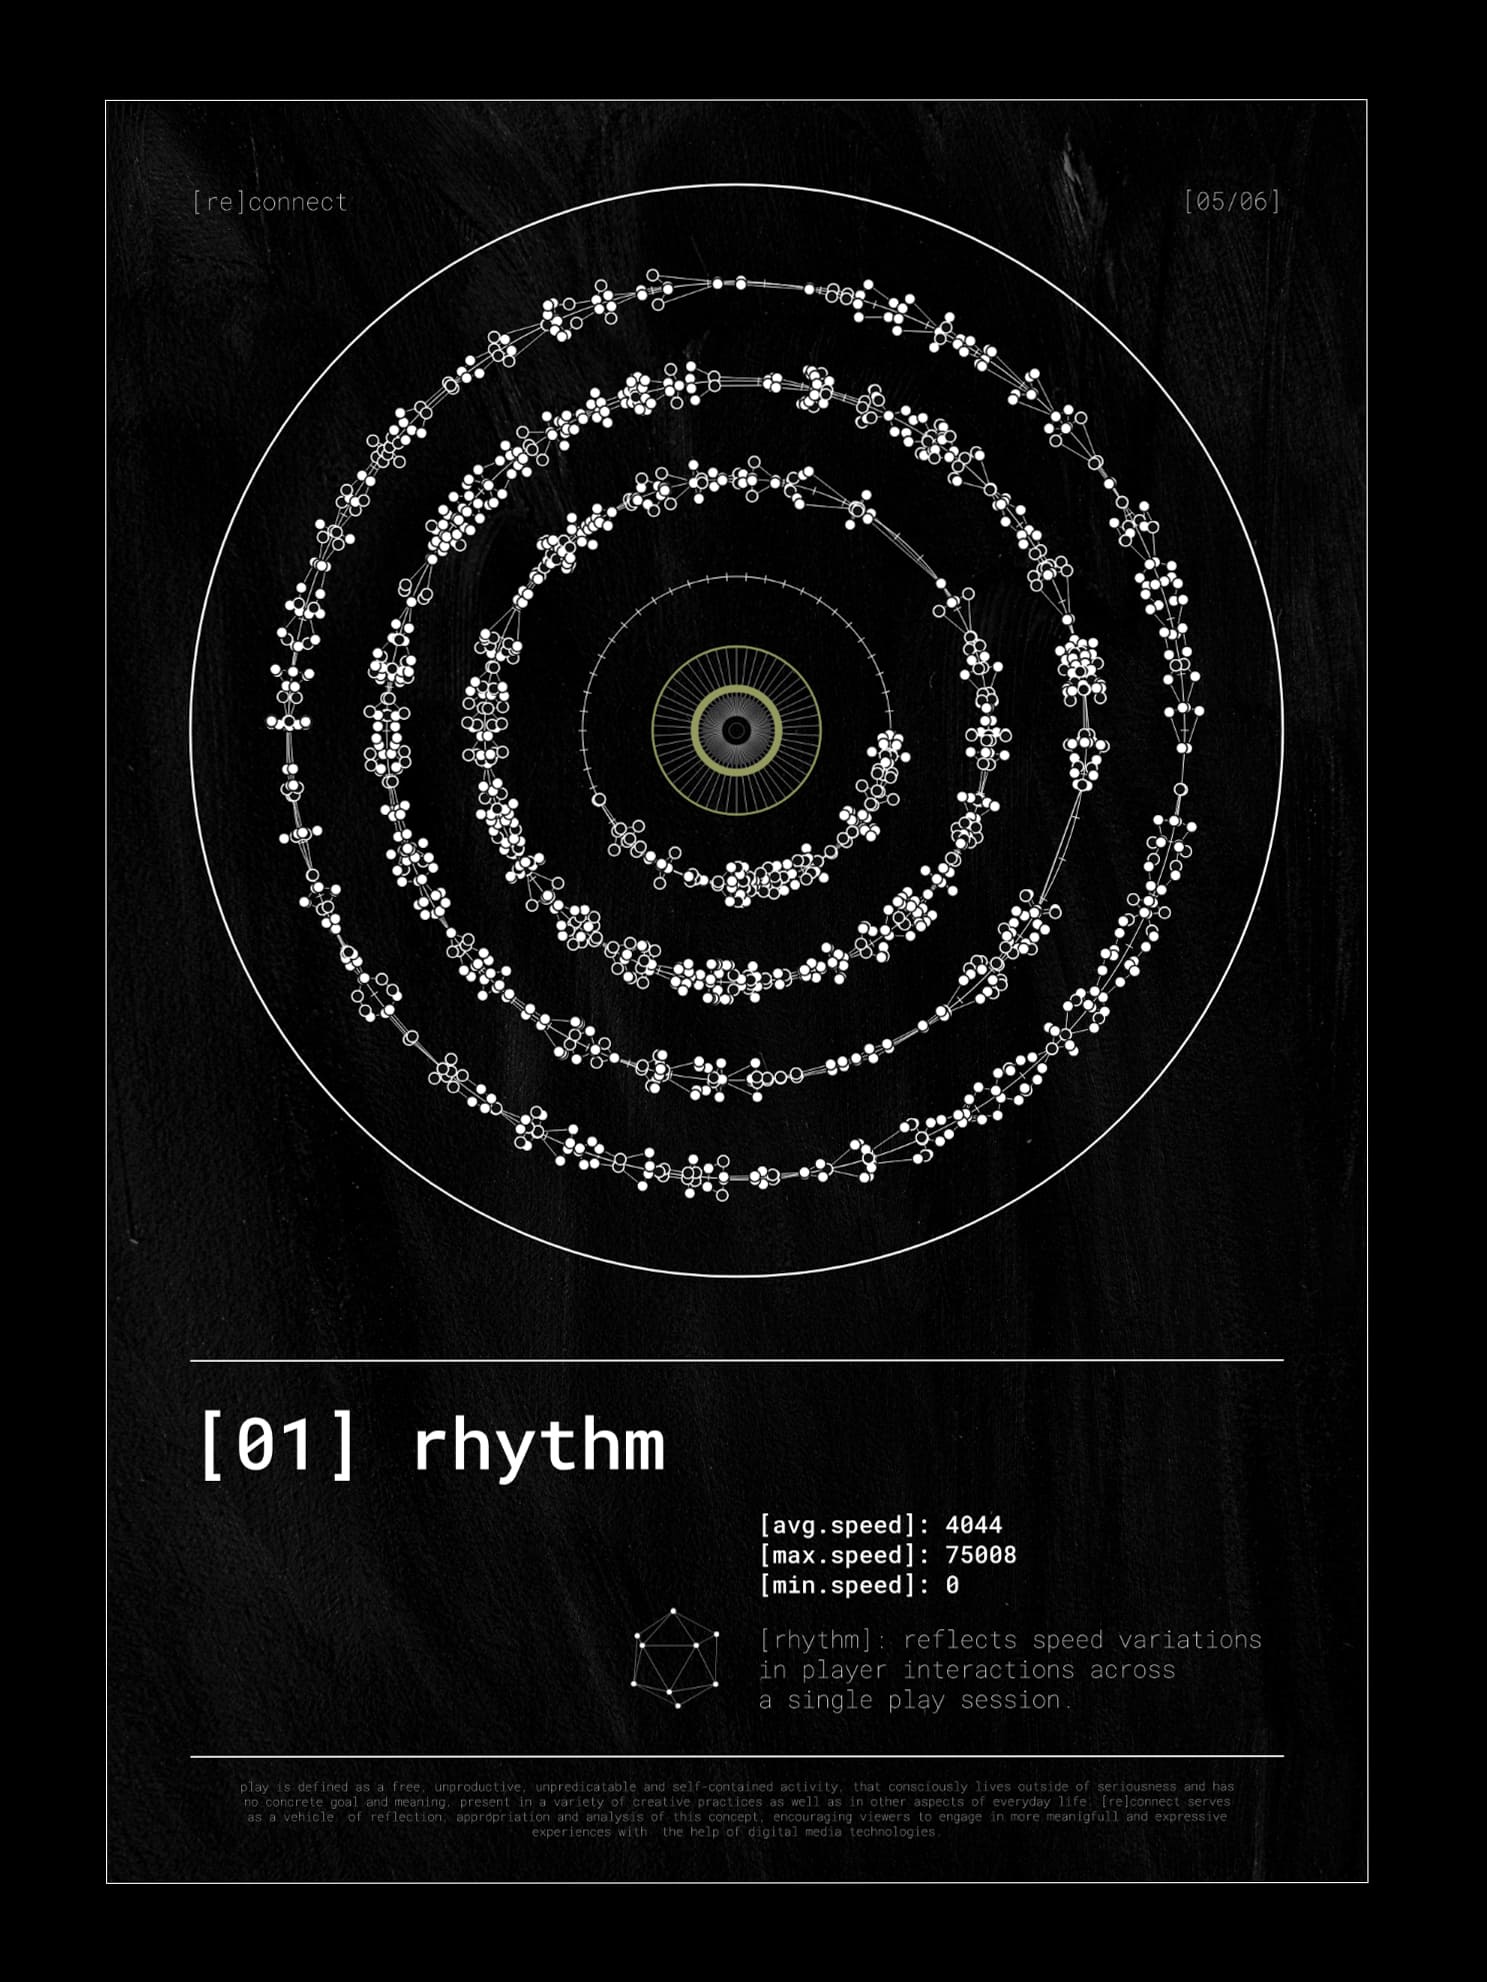 [re]connect
[05/06]
[01] rhythm
[avg.speed]: 4044
[max.speed]: 75008
[min.speed]: 0
[rhythm]: reflects speed variations
in player interactions across
a single play session.
play is defined as a free, unproductive, unpredicatable and self-contained activity, that consciously lives outside of seriousness and has
no concrete goal and meaning, present in a variety of creative practices as well as in other aspects of everyday life. [re]connect serves
as a vehicle  of reflection, appropriation and analysis of this concept, encouraging viewers to engage in more meanigfull and expressive
experiences with  the help of digital media technologies.